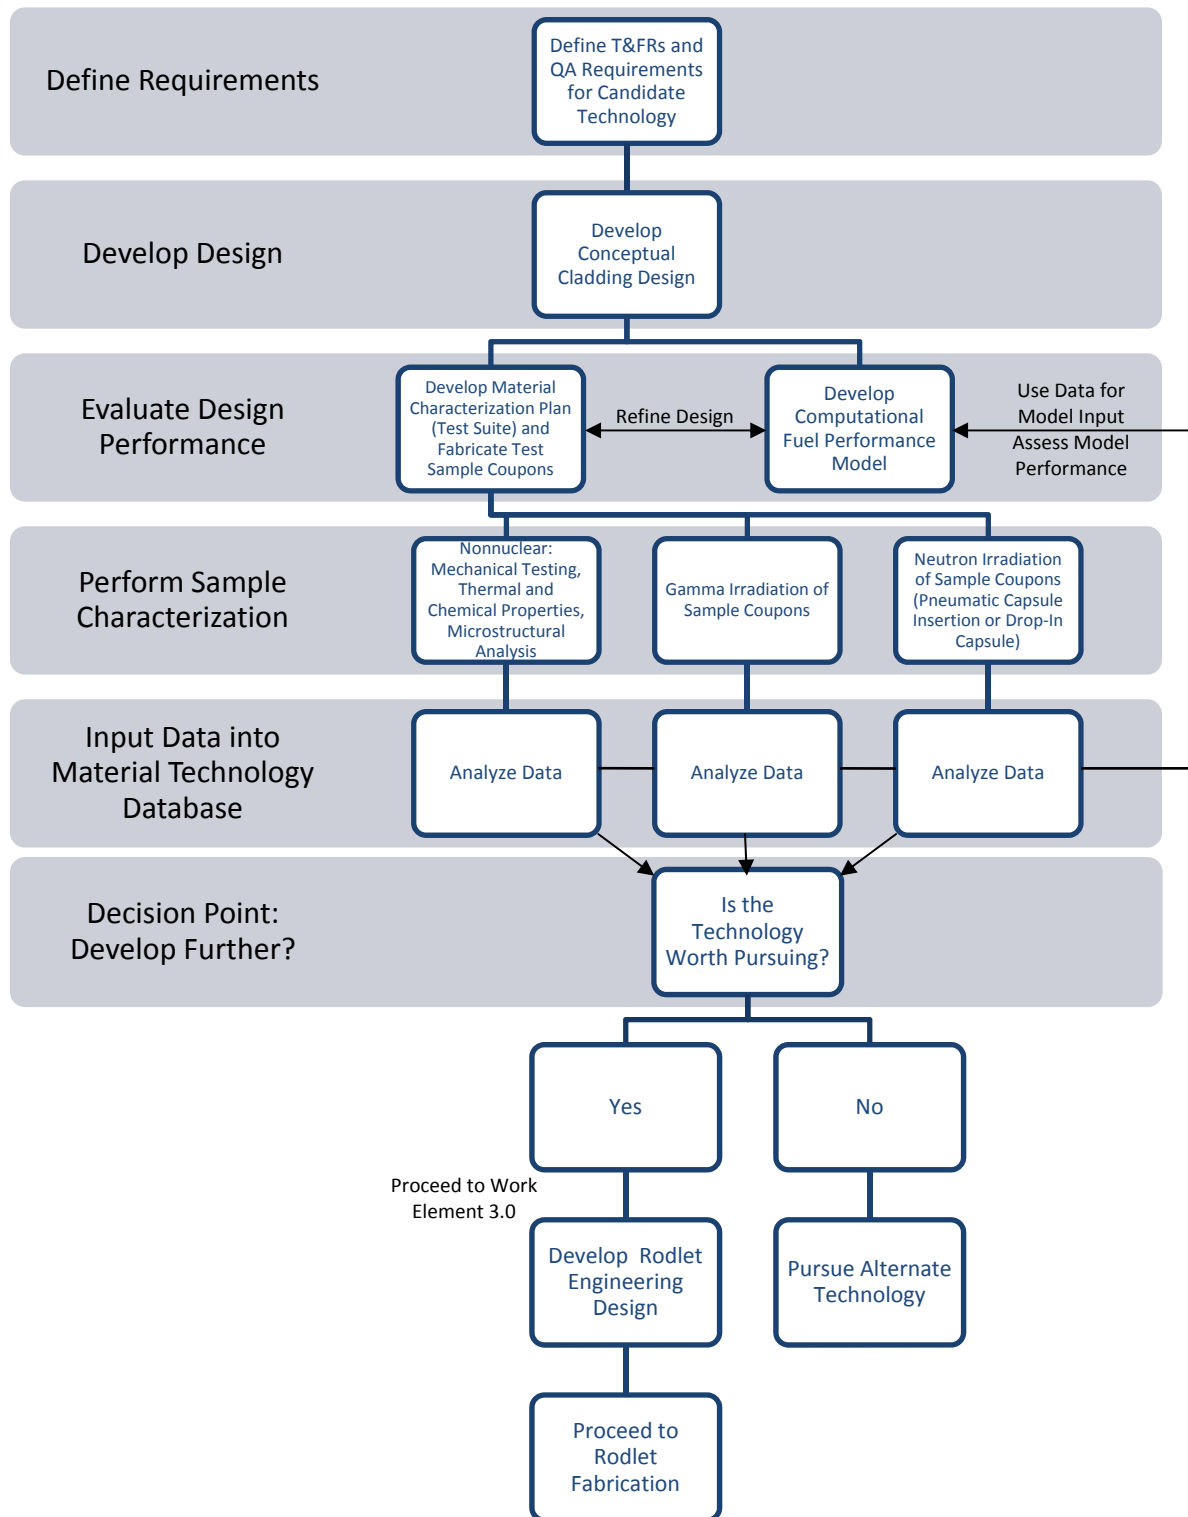 Define Requirements
Define T&FRs and
QA Requirements
for Candidate
Technology
Develop Design
Develop
Conceptual
Cladding Design
Evaluate Design
Performance
Develop Material
Characterization Plan
(Test Suite) and
Fabricate Test
Sample Coupons
Refine Design
Develop
Computational
Fuel Performance
Model
Use Data for
Model Input
Assess Model
Performance
Perform Sample
Characterization
Nonnuclear:
Mechanical Testing,
Thermal and
Chemical Properties,
Microstructural
Analysis
Gamma Irradiation of
Sample Coupons
Neutron Irradiation
of Sample Coupons
(Pneumatic Capsule
Insertion or Drop-In
Capsule)
Input Data into
Material Technology
Database
Analyze Data
Analyze Data
Analyze Data
Decision Point:
Develop Further?
Is the
Technology
Worth Pursuing?
Yes
No
Proceed to Work
Element 3.0
Develop Rodlet
Engineering
Design
Pursue Alternate
Technology
Proceed to
Rodlet
Fabrication